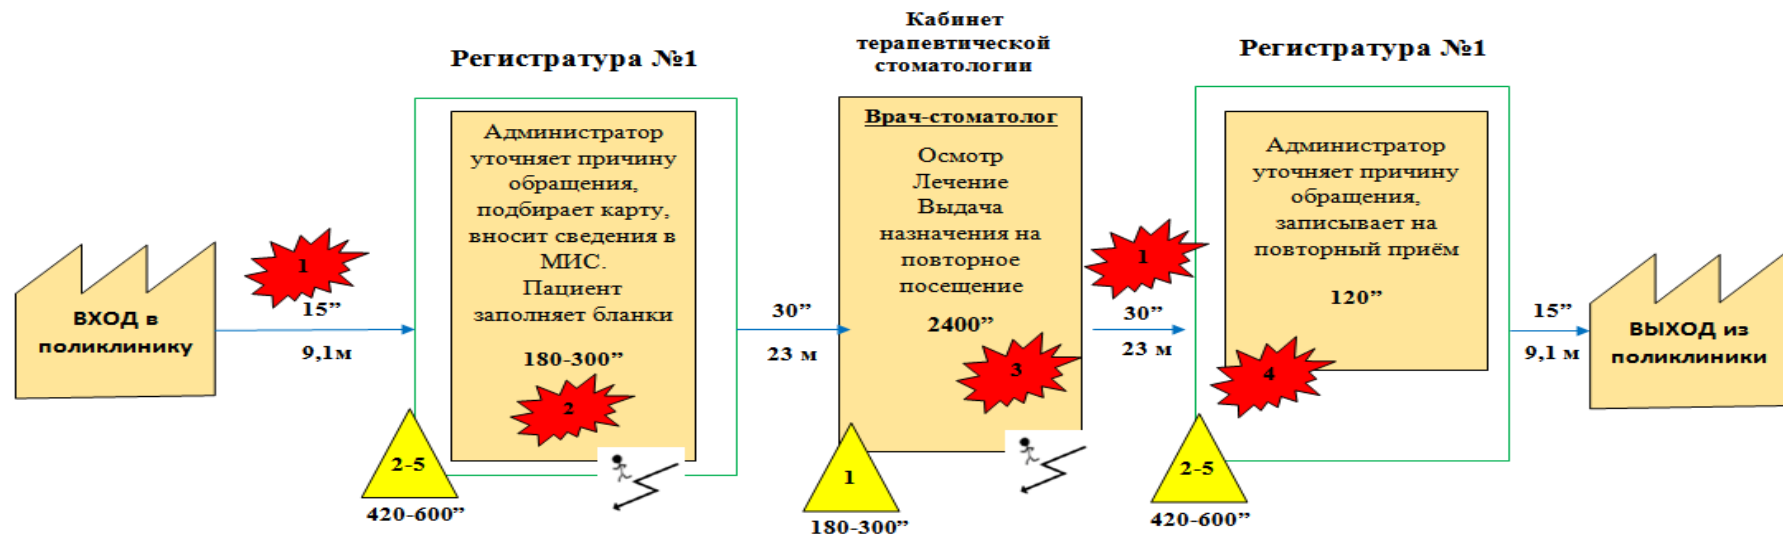 ВХОД в
поликлинику
1
15”
9,1м
Регистратура №1
Администратор
уточняет причину
обращения,
подбирает карту,
вносит сведения в
МИС.
Пациент
заполняет бланки
180-300”
2
2-5
420-600”
30”
23 м
Кабинет
терапевтической
стоматологии
Врач-стоматолог
Осмотр
Лечение
Выдача
назначения на
повторное
посещение
2400”
3
1
180-300”
1
30”
23 м
Регистратура №1
Администратор
уточняет причину
обращения,
записывает на
повторный приём
120”
4
2-5
420-600”
15”
9,1 м
ВЫХОД из
поликлиники